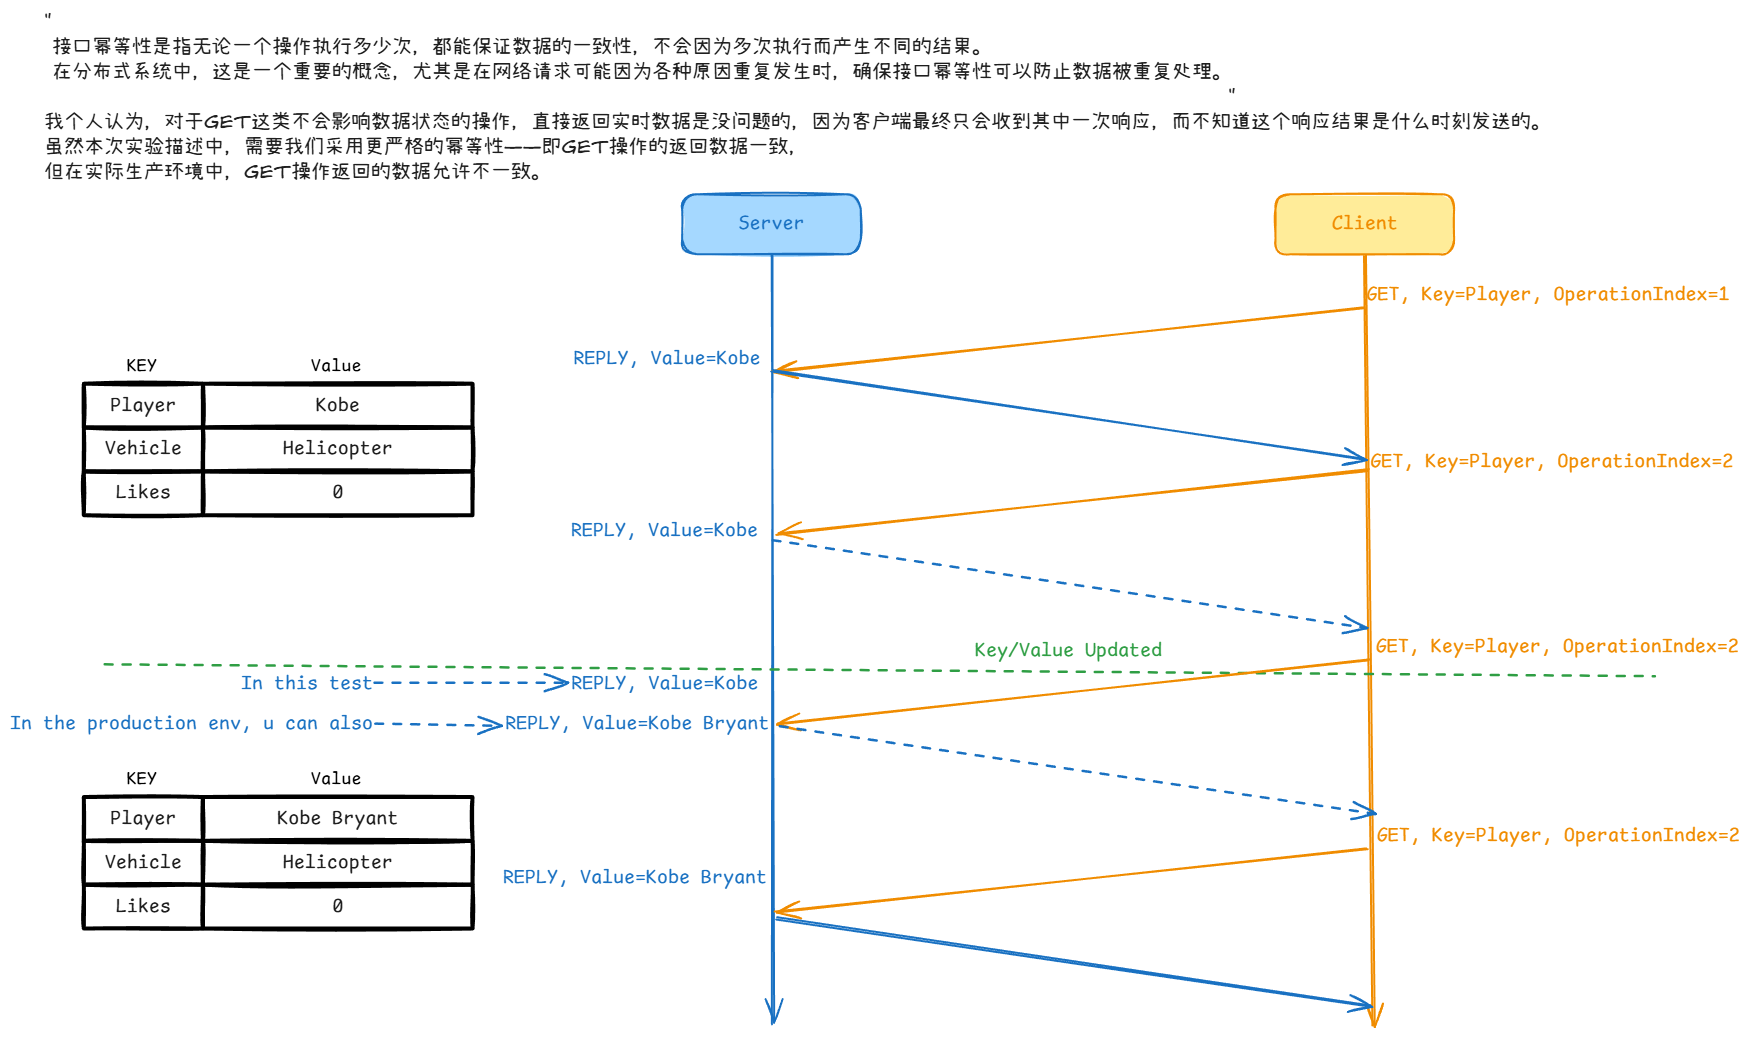 "
接口幂等性是指无论一个操作执行多少次，都能保证数据的一致性，不会因为多次执行而产生不同的结果。
在分布式系统中，这是一个重要的概念，尤其是在网络请求可能因为各种原因重复发生时，确保接口幂等性可以防止数据被重复处理。
"
我个人认为，对于GET这类不会影响数据状态的操作，直接返回实时数据是没问题的，因为客户端最终只会收到其中一次响应，而不知道这个响应结果是什么时刻发送的。
虽然本次实验描述中，需要我们采用更严格的幂等性——即GET操作的返回数据一致，
但在实际生产环境中，GET操作返回的数据允许不一致。
Server
Client
GET, Key=Player, OperationIndex=1
REPLY, Value=Kobe
KEY Value
Player Kobe
Vehicle Helicopter
Likes 0
GET, Key=Player, OperationIndex=2
REPLY, Value=Kobe
GET, Key=Player, OperationIndex=2
Key/Value Updated
In this test
REPLY, Value=Kobe
In the production env, u can also
REPLY, Value=Kobe Bryant
KEY Value
Player Kobe Bryant
Vehicle Helicopter
Likes 0
GET, Key=Player, OperationIndex=2
REPLY, Value=Kobe Bryant